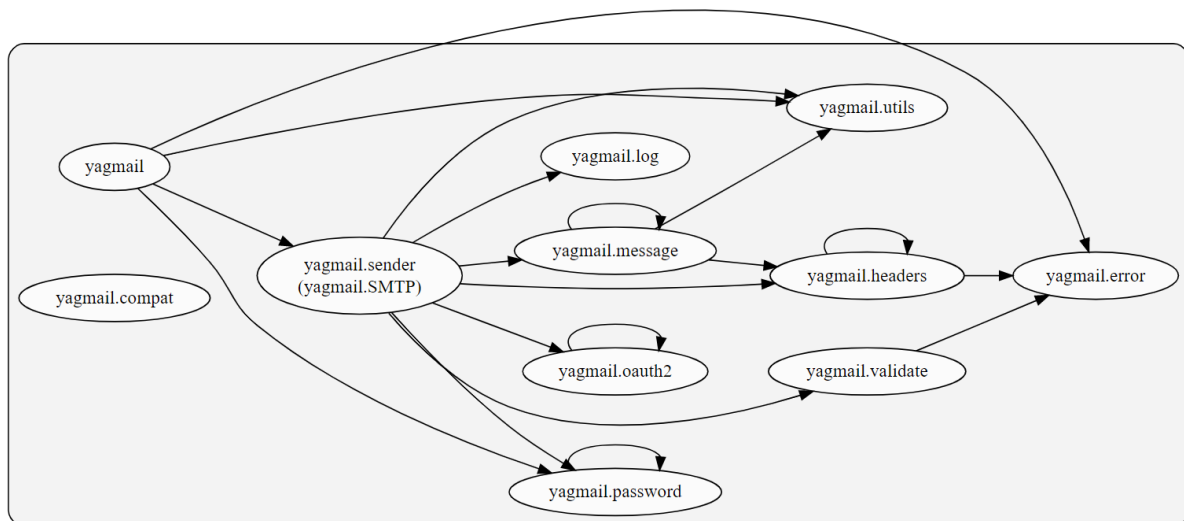 yagmail.utils
yagmail.log
yagmail
yagmail.message
yagmail.sender
(yagmail.SMTP)
yagmail.headers
yagmail.error
yagmail.compat
yagmail.oauth2
yagmail.validate
yagmail.password